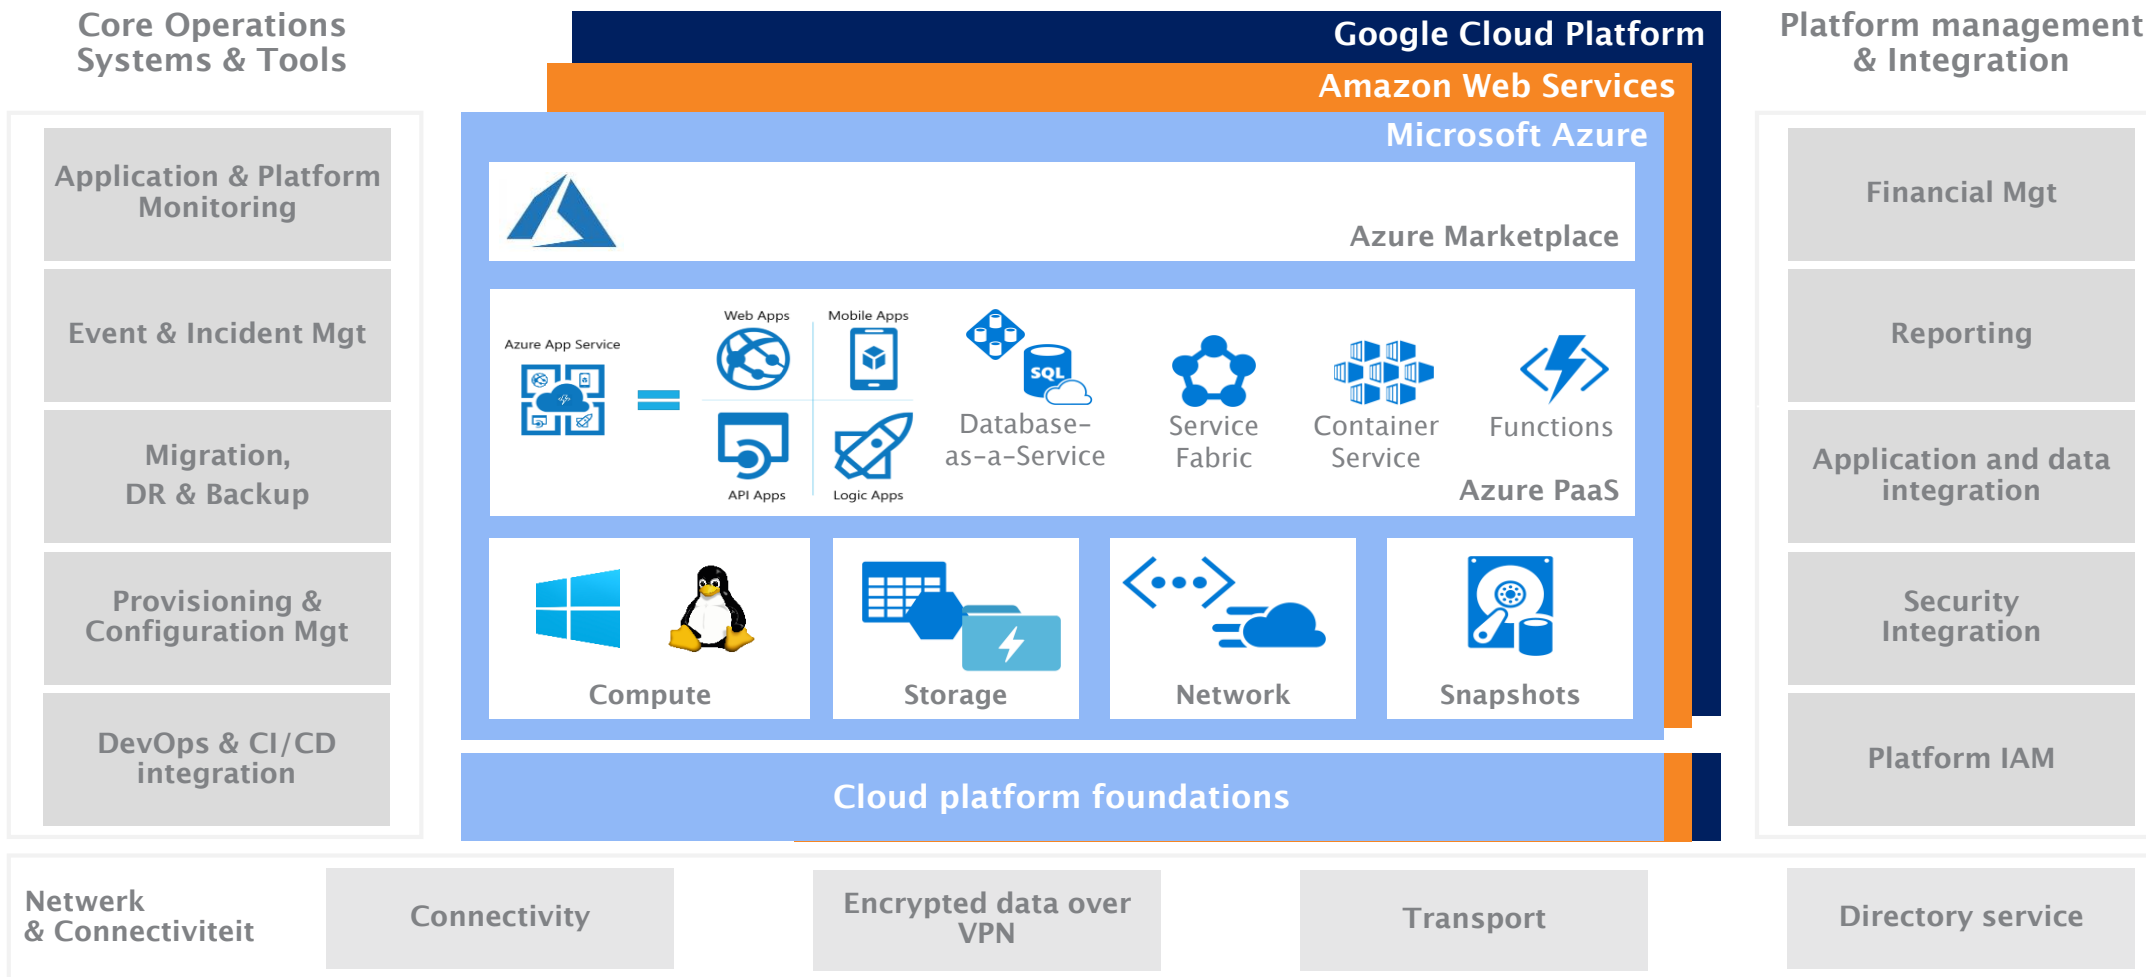 Core Operations
Systems & Tools
Application & Platform
Monitoring
Event & Incident Mgt
Migration,
DR & Backup
Provisioning &
Configuration Mgt
DevOps & CI/CD
integration
Google Cloud Platform
Amazon Web Services
Microsoft Azure
Azure Marketplace
Azure App Service
Web Apps
Mobile Apps
API Apps
Logic Apps
SQL
Database-
as-a-Service
Service
Fabric
Container
Service
Functions
Azure PaaS
Compute
Storage
Network
Snapshots
Cloud platform foundations
Platform management
& Integration
Financial Mgt
Reporting
Application and data
integration
Security
Integration
Platform IAM
Netwerk
& Connectiviteit
Connectivity
Encrypted data over
VPN
Transport
Directory service